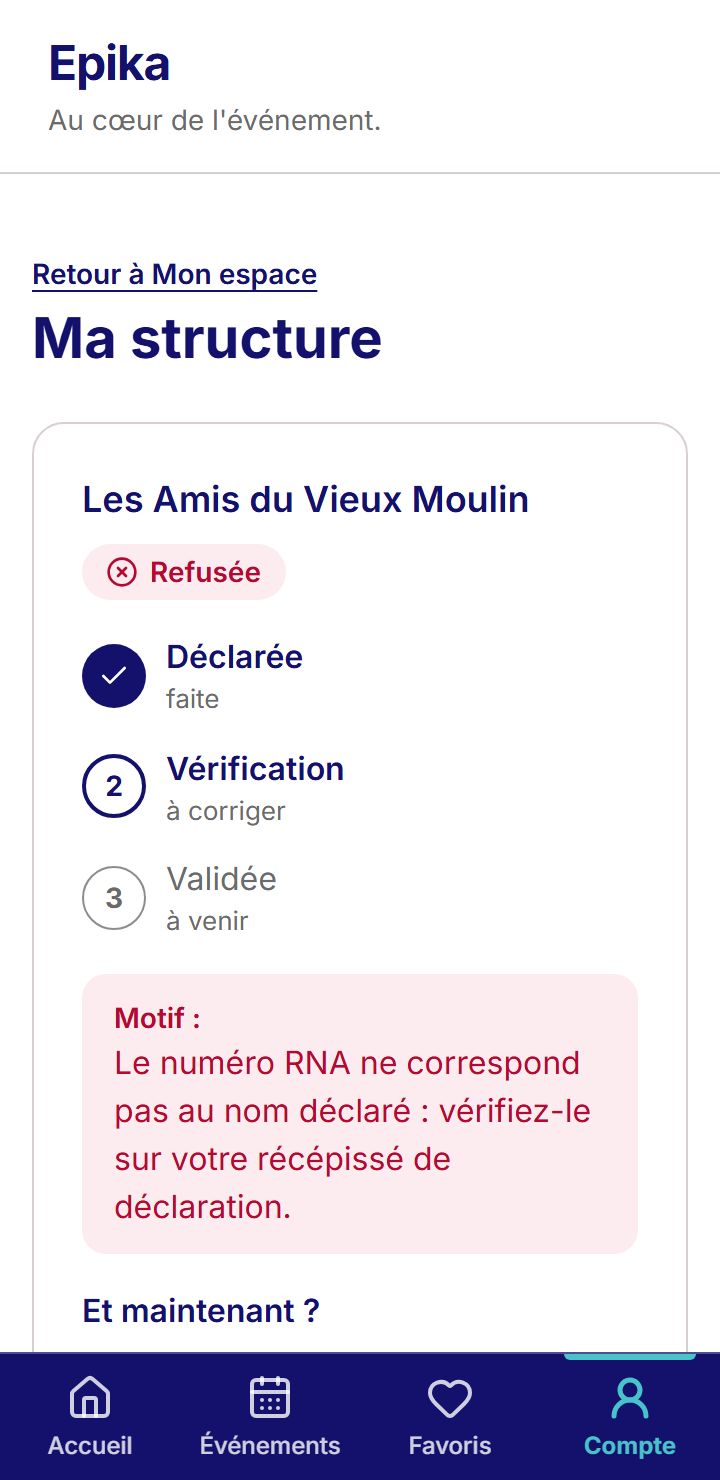 Epika
Au cœur de l'événement.
Retour à Mon espace
Ma structure
Les Amis du Vieux Moulin
Refusée
Déclarée
faite
2
Vérification
à corriger
3
Validée
à venir
Motif :
Le numéro RNA ne correspond
pas au nom déclaré : vérifiez-le
sur votre récépissé de
déclaration.
Et maintenant ?
Accueil
Événements
Favoris
Compte